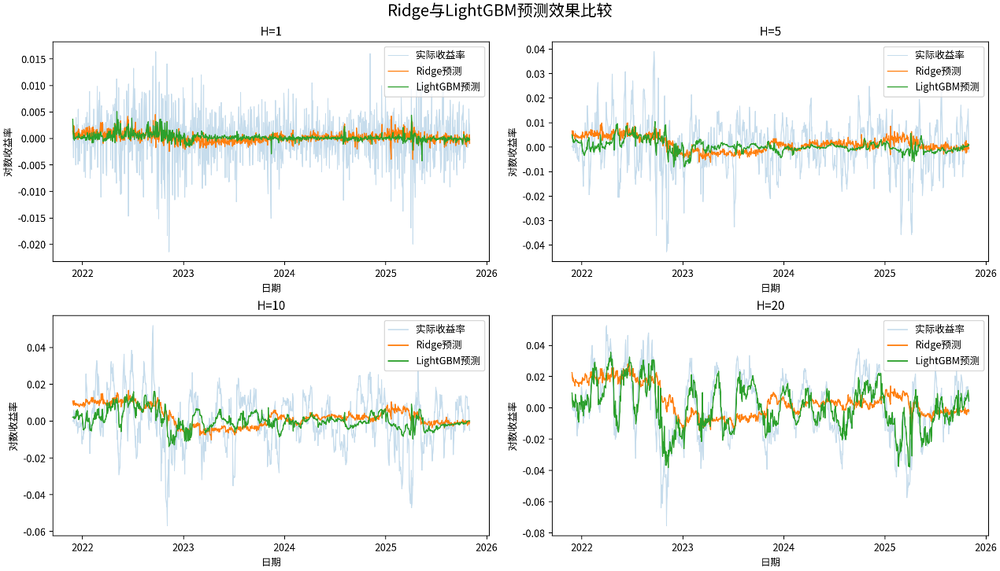 Ridge与LightGBM预测效果比较
H=1
实际收益率
Ridge预测
LightGBM预测
对数收益率
0.015
0.010
0.005
0.000
-0.005
-0.010
-0.015
-0.020
2022 2023 2024 2025 2026
日期
H=5
实际收益率
Ridge预测
LightGBM预测
对数收益率
0.04
0.03
0.02
0.01
0.00
-0.01
-0.02
-0.03
-0.04
2022 2023 2024 2025 2026
日期
H=10
实际收益率
Ridge预测
LightGBM预测
对数收益率
0.04
0.02
0.00
-0.02
-0.04
-0.06
2022 2023 2024 2025 2026
日期
H=20
实际收益率
Ridge预测
LightGBM预测
对数收益率
0.04
0.02
0.00
-0.02
-0.04
-0.06
-0.08
2022 2023 2024 2025 2026
日期